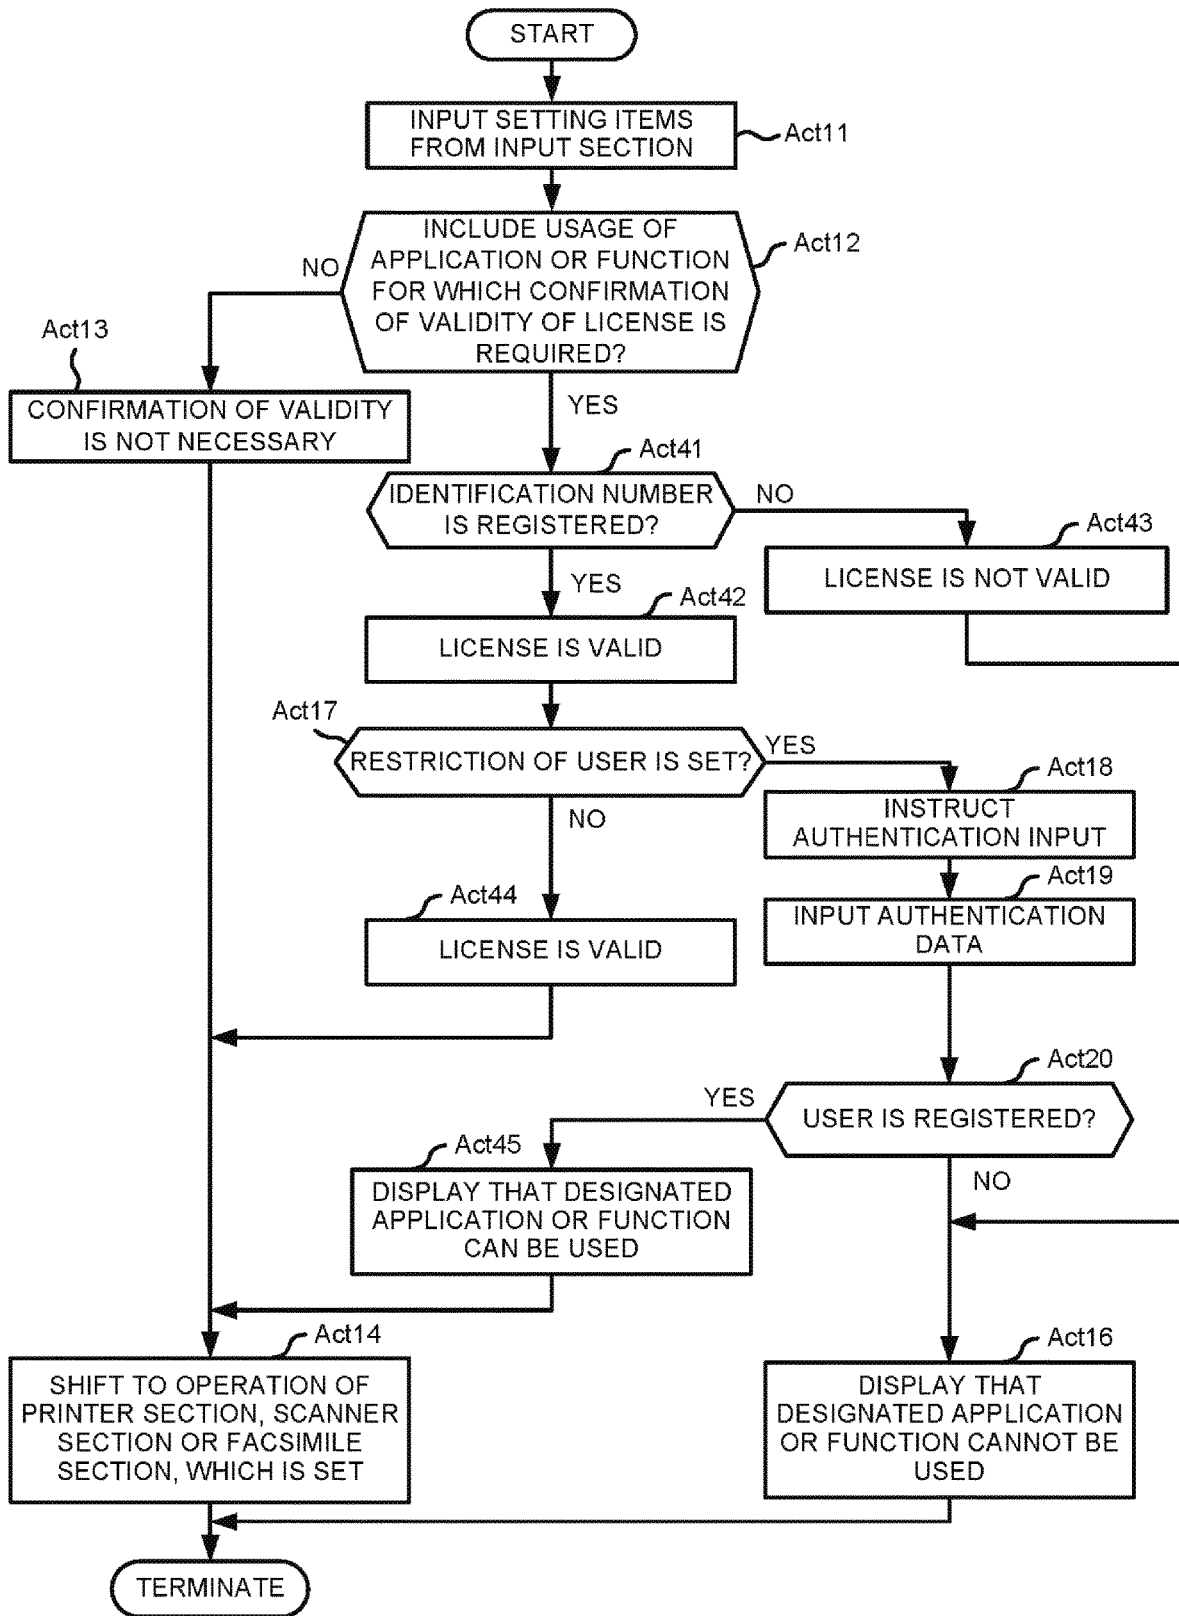 START
INPUT SETTING ITEMS
FROM INPUT SECTION
Act11
INCLUDE USAGE OF
APPLICATION OR FUNCTION
FOR WHICH CONFIRMATION
OF VALIDITY OF LICENSE IS
REQUIRED?
Act12
NO
Act13
CONFIRMATION OF VALIDITY
IS NOT NECESSARY
YES
Act41
IDENTIFICATION NUMBER
IS REGISTERED?
NO
Act43
LICENSE IS NOT VALID
YES
Act42
LICENSE IS VALID
Act17
RESTRICTION OF USER IS SET?
YES
Act18
INSTRUCT
AUTHENTICATION INPUT
NO
Act19
INPUT AUTHENTICATION
DATA
Act44
LICENSE IS VALID
Act20
USER IS REGISTERED?
YES
Act45
DISPLAY THAT DESIGNATED
APPLICATION OR FUNCTION
CAN BE USED
NO
Act14
SHIFT TO OPERATION OF
PRINTER SECTION, SCANNER
SECTION OR FACSIMILE
SECTION, WHICH IS SET
Act16
DISPLAY THAT
DESIGNATED APPLICATION
OR FUNCTION CANNOT BE
USED
TERMINATE